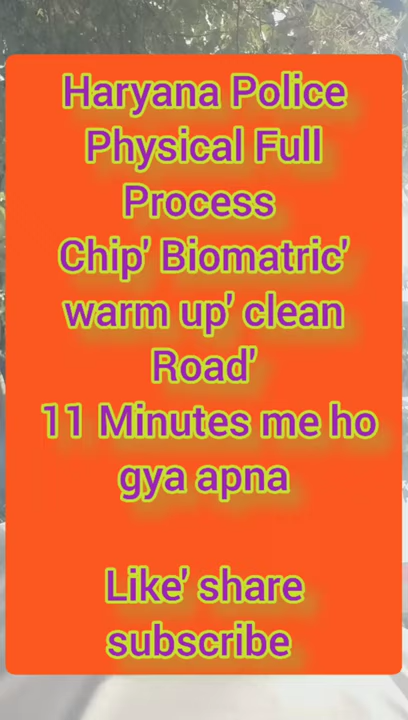 Haryana Police
Physical Full
Process
Chip' Biomatric'
warm up' clean
Road'
11 Minutes me ho
gya apna
Like' share
subscribe